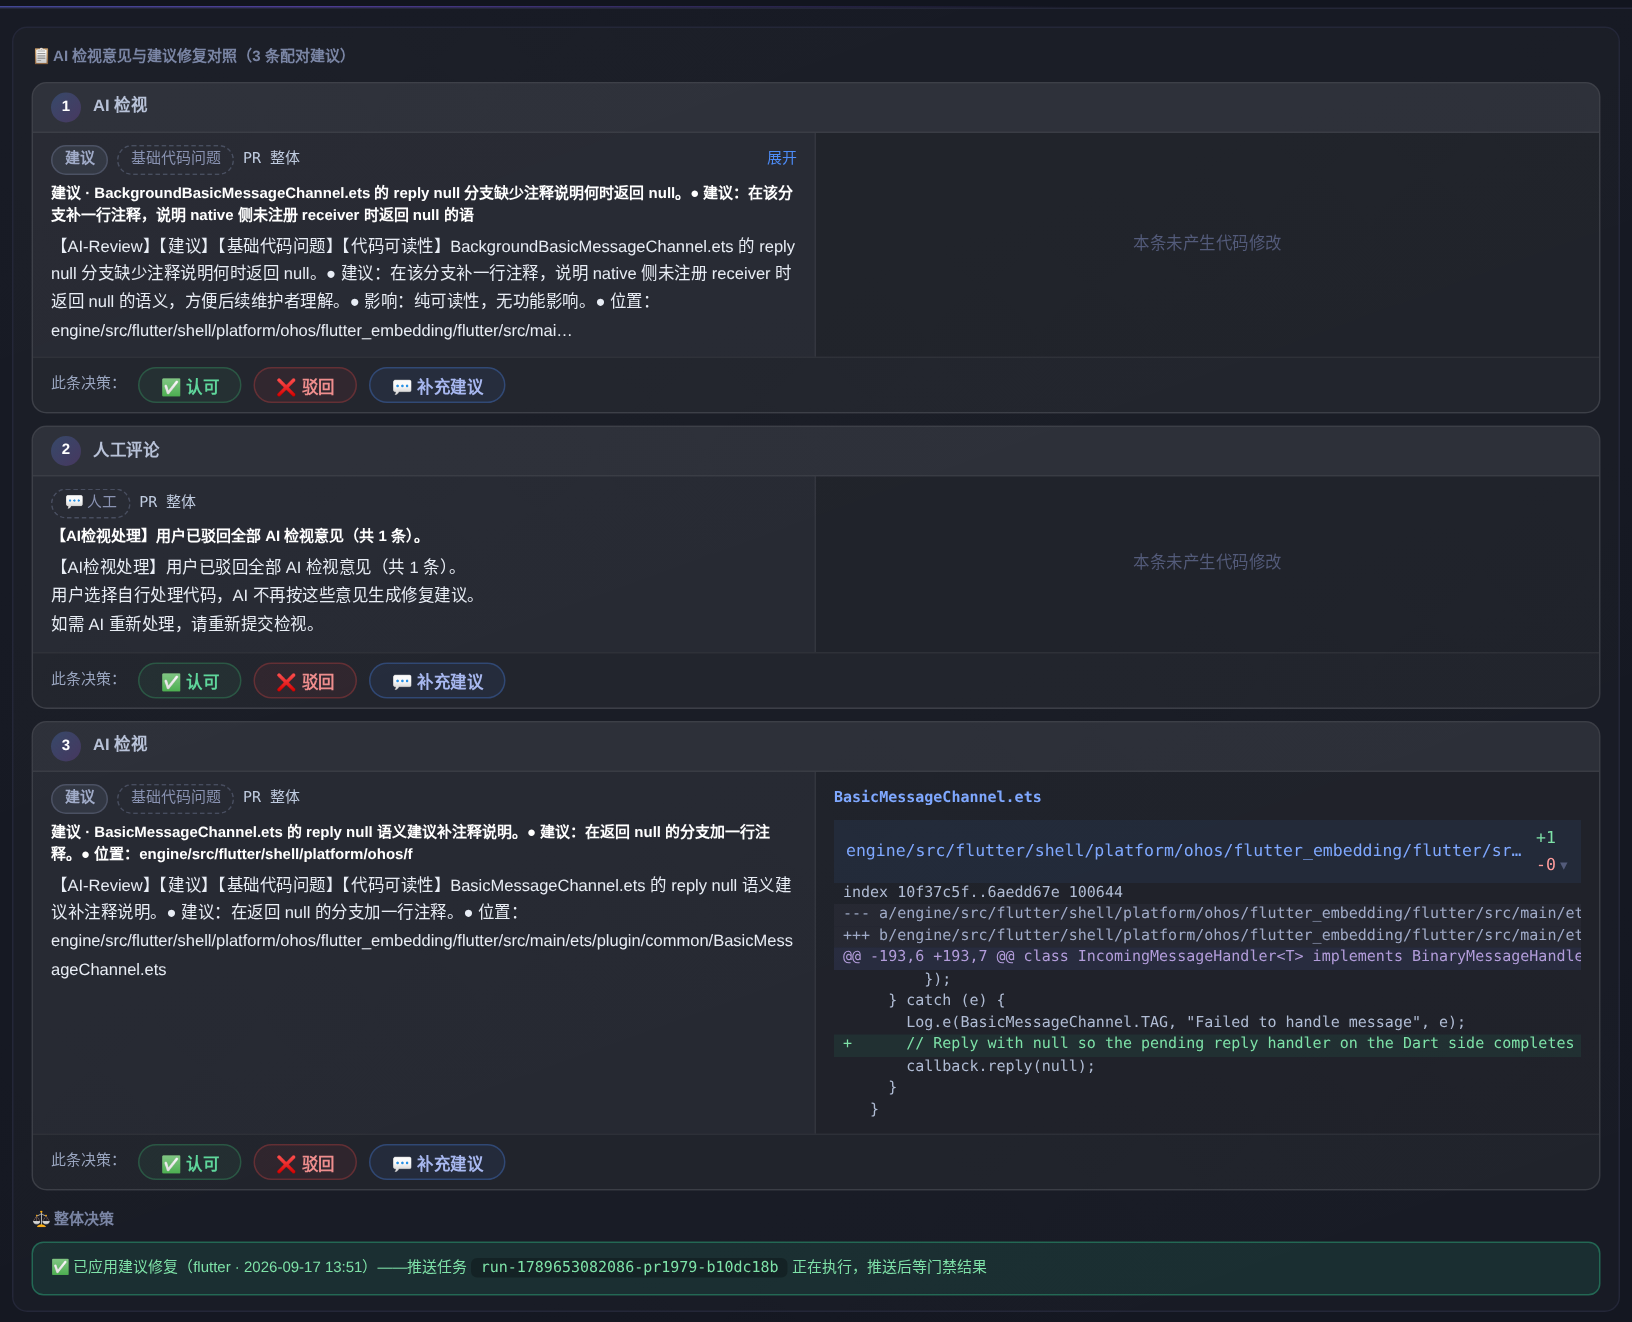 📋 AI 检视意见与建议修复对照（3 条配对建议）
1 AI 检视
建议 基础代码问题 PR 整体 展开
建议 · BackgroundBasicMessageChannel.ets 的 reply null 分支缺少注释说明何时返回 null。● 建议：在该分
支补一行注释，说明 native 侧未注册 receiver 时返回 null 的语
【AI-Review】【建议】【基础代码问题】【代码可读性】BackgroundBasicMessageChannel.ets 的 reply
null 分支缺少注释说明何时返回 null。● 建议：在该分支补一行注释，说明 native 侧未注册 receiver 时
返回 null 的语义，方便后续维护者理解。● 影响：纯可读性，无功能影响。● 位置：
engine/src/flutter/shell/platform/ohos/flutter_embedding/flutter/src/mai…
本条未产生代码修改
此条决策： ✅ 认可 ❌ 驳回 💬 补充建议
2 人工评论
💬 人工 PR 整体
【AI检视处理】用户已驳回全部 AI 检视意见（共 1 条）。
【AI检视处理】用户已驳回全部 AI 检视意见（共 1 条）。
用户选择自行处理代码，AI 不再按这些意见生成修复建议。
如需 AI 重新处理，请重新提交检视。
本条未产生代码修改
此条决策： ✅ 认可 ❌ 驳回 💬 补充建议
3 AI 检视
建议 基础代码问题 PR 整体
建议 · BasicMessageChannel.ets 的 reply null 语义建议补注释说明。● 建议：在返回 null 的分支加一行注
释。● 位置：engine/src/flutter/shell/platform/ohos/f
【AI-Review】【建议】【基础代码问题】【代码可读性】BasicMessageChannel.ets 的 reply null 语义建
议补注释说明。● 建议：在返回 null 的分支加一行注释。● 位置：
engine/src/flutter/shell/platform/ohos/flutter_embedding/flutter/src/main/ets/plugin/common/BasicMess
ageChannel.ets
BasicMessageChannel.ets
engine/src/flutter/shell/platform/ohos/flutter_embedding/flutter/sr… +1 -0 ▾
index 10f37c5f..6aedd67e 100644
--- a/engine/src/flutter/shell/platform/ohos/flutter_embedding/flutter/src/main/et
+++ b/engine/src/flutter/shell/platform/ohos/flutter_embedding/flutter/src/main/et
@@ -193,6 +193,7 @@ class IncomingMessageHandler<T> implements BinaryMessageHandle
});
} catch (e) {
Log.e(BasicMessageChannel.TAG, "Failed to handle message", e);
+ // Reply with null so the pending reply handler on the Dart side completes
callback.reply(null);
}
}
此条决策： ✅ 认可 ❌ 驳回 💬 补充建议
⚖️ 整体决策
✅ 已应用建议修复（flutter · 2026-09-17 13:51）——推送任务 run-1789653082086-pr1979-b10dc18b 正在执行，推送后等门禁结果